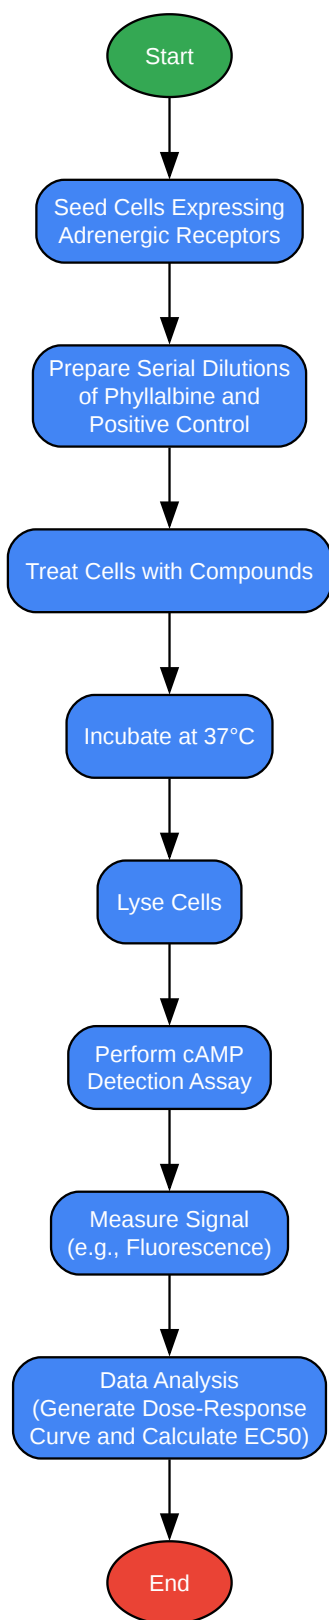 Start
Seed Cells Expressing
Adrenergic Receptors
Prepare Serial Dilutions
of Phyllalbine and
Positive Control
Treat Cells with Compounds
Incubate at 37°C
Lyse Cells
Perform cAMP
Detection Assay
Measure Signal
(e.g., Fluorescence)
Data Analysis
(Generate Dose-Response
Curve and Calculate EC50)
End